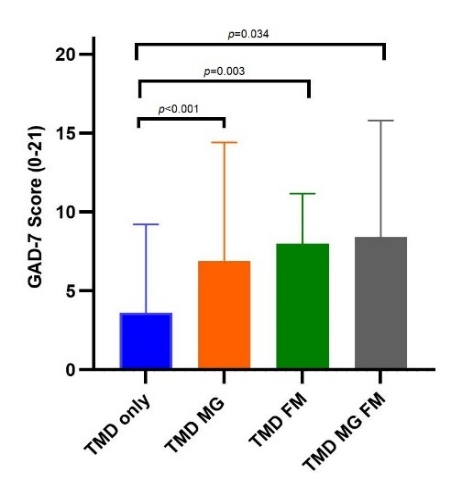 p=0.034
p=0.003
p<0.001
GAD-7 Score (0-21)
20
15
10
5
0
TMD only
TMD MG
TMD FM
TMD MG FM